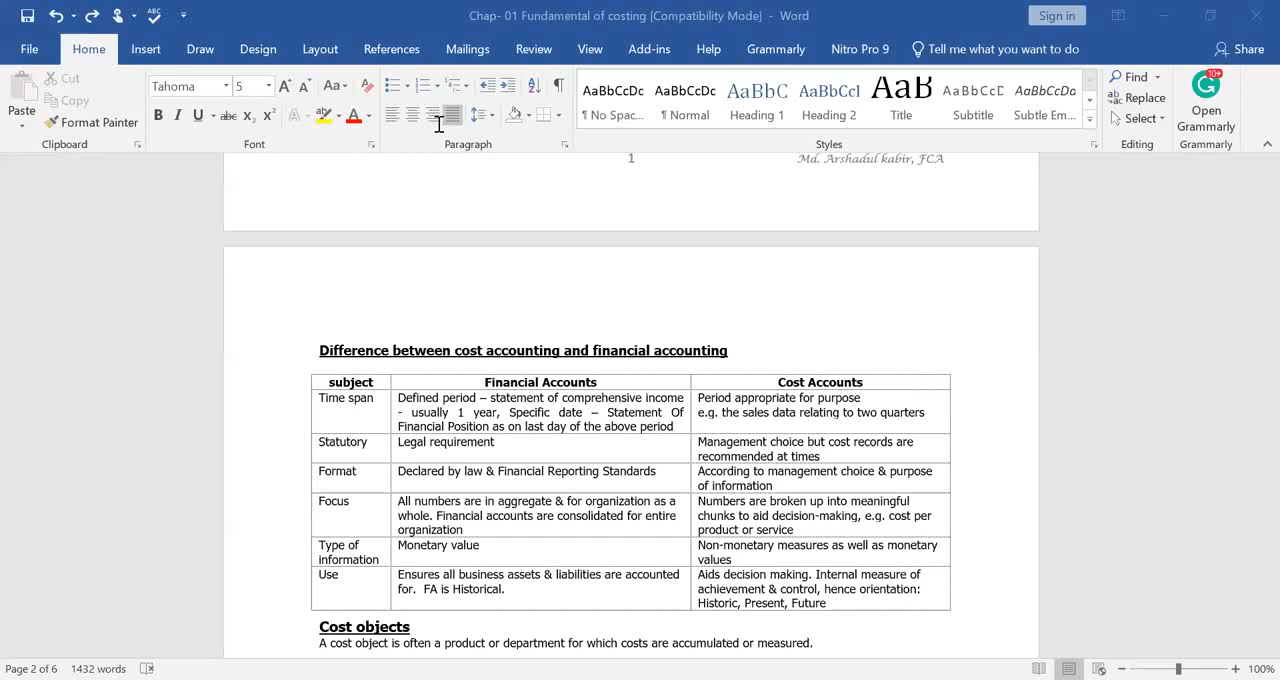 Chap- 01 Fundamental of costing [Compatibility Mode] - Word
Sign in
File Home Insert Draw Design Layout References Mailings Review View Add-ins Help Grammarly Nitro Pro 9 Tell me what you want to do Share
Paste
Cut
Copy
Format Painter
Clipboard
Tahoma 5
Font
Paragraph
AaBbCcDc AaBbCcDc AaBbC AaBbCcI AaB AaBbCcD AaBbCcDa
¶ No Spac... ¶ Normal Heading 1 Heading 2 Title Subtitle Subtle Em...
Styles
Find
Replace
Select
Editing
10+
Open
Grammarly
Grammarly
1 Md. Arshadul kabir, FCA
Difference between cost accounting and financial accounting
subject Financial Accounts Cost Accounts
Time span
Defined period – statement of comprehensive income
- usually 1 year, Specific date – Statement Of
Financial Position as on last day of the above period
Period appropriate for purpose
e.g. the sales data relating to two quarters
Statutory
Legal requirement
Management choice but cost records are
recommended at times
Format
Declared by law & Financial Reporting Standards
According to management choice & purpose
of information
Focus
All numbers are in aggregate & for organization as a
whole. Financial accounts are consolidated for entire
organization
Numbers are broken up into meaningful
chunks to aid decision-making, e.g. cost per
product or service
Type of
information
Monetary value
Non-monetary measures as well as monetary
values
Use
Ensures all business assets & liabilities are accounted
for. FA is Historical.
Aids decision making. Internal measure of
achievement & control, hence orientation:
Historic, Present, Future
Cost objects
A cost object is often a product or department for which costs are accumulated or measured.
Page 2 of 6 1432 words 100%